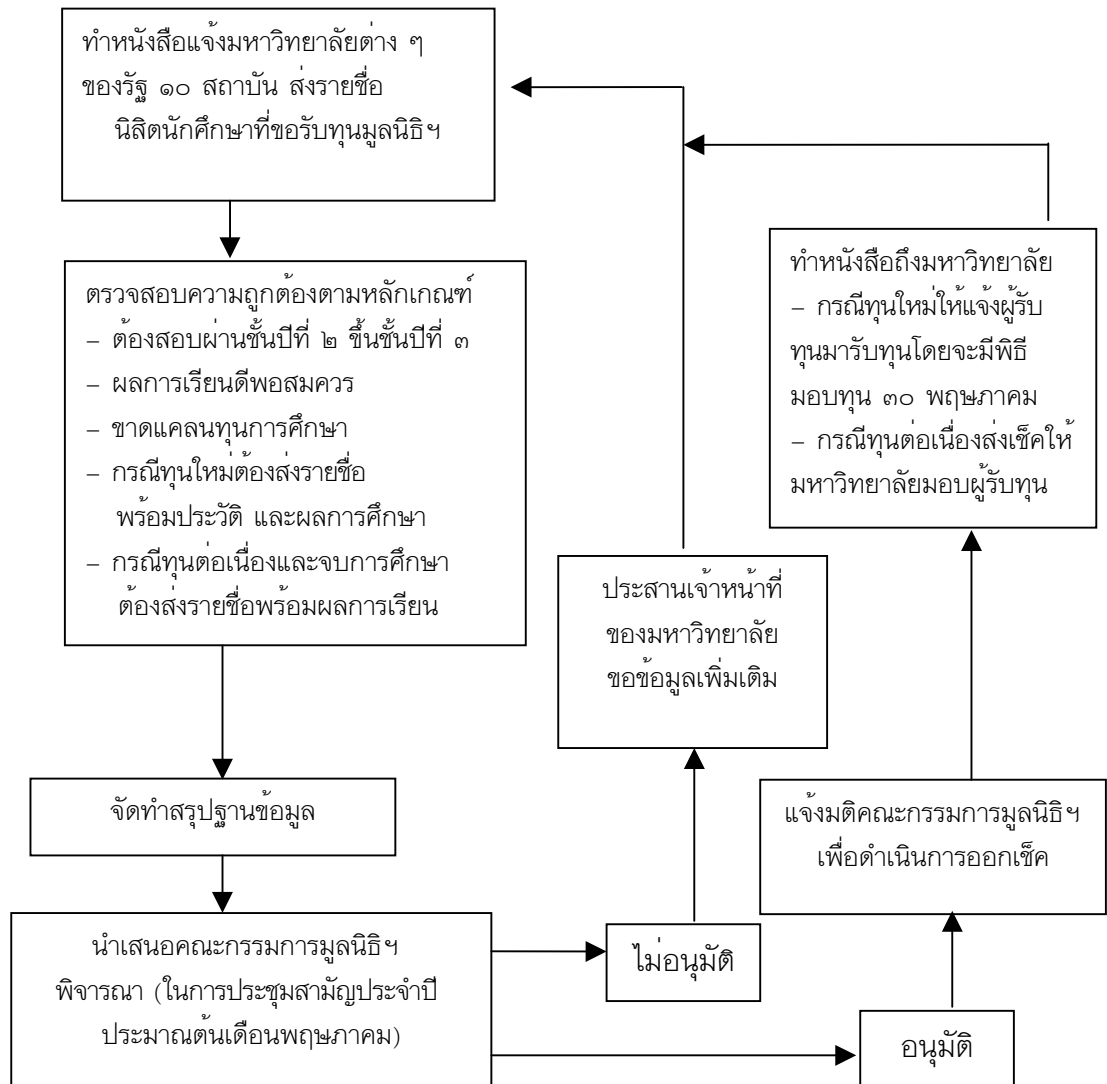 ทำหนังสือแจ้งมหาวิทยาลัยต่าง ๆ
ของรัฐ ๑๐ สถาบัน ส่งรายชื่อ
นิสิตนักศึกษาที่ขอรับทุนมูลนิธิฯ
ตรวจสอบความถูกต้องตามหลักเกณฑ์
– ต้องสอบผ่านชั้นปีที่ ๒ ขึ้นชั้นปีที่ ๓
– ผลการเรียนดีพอสมควร
– ขาดแคลนทุนการศึกษา
– กรณีทุนใหม่ต้องส่งรายชื่อ
พร้อมประวัติ และผลการศึกษา
– กรณีทุนต่อเนื่องและจบการศึกษา
ต้องส่งรายชื่อพร้อมผลการเรียน
จัดทำสรุปฐานข้อมูล
นำเสนอคณะกรรมการมูลนิธิฯ
พิจารณา (ในการประชุมสามัญประจำปี
ประมาณต้นเดือนพฤษภาคม)
ไม่อนุมัติ
ประสานเจ้าหน้าที่
ของมหาวิทยาลัย
ขอข้อมูลเพิ่มเติม
อนุมัติ
แจ้งมติคณะกรรมการมูลนิธิฯ
เพื่อดำเนินการออกเช็ค
ทำหนังสือถึงมหาวิทยาลัย
– กรณีทุนใหม่ให้แจ้งผู้รับ
ทุนมารับทุนโดยจะมีพิธี
มอบทุน ๓๐ พฤษภาคม
– กรณีทุนต่อเนื่องส่งเช็คให้
มหาวิทยาลัยมอบผู้รับทุน